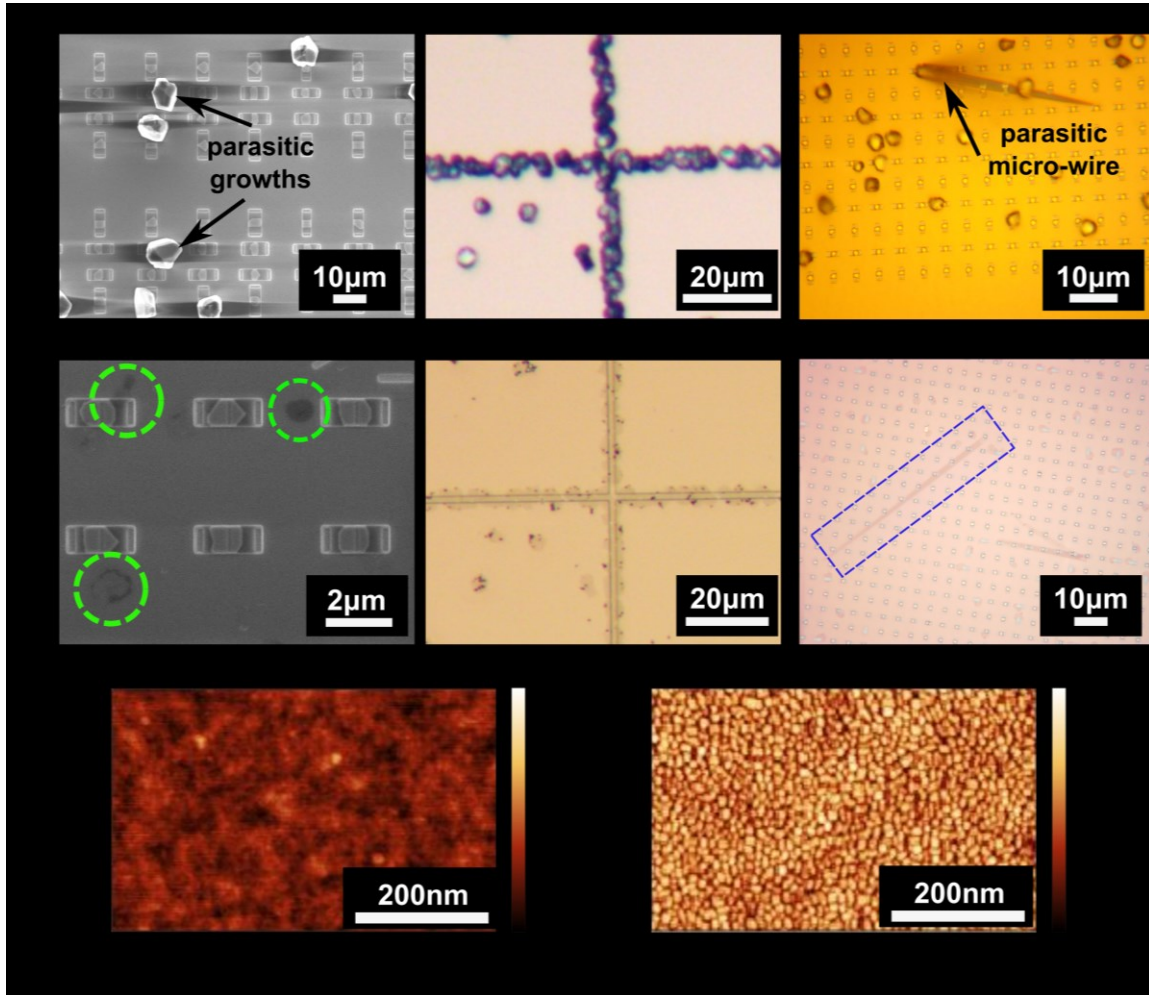 parasitic
growths
10μm
20μm
parasitic
micro-wire
10μm
2μm
20μm
10μm
200nm
200nm